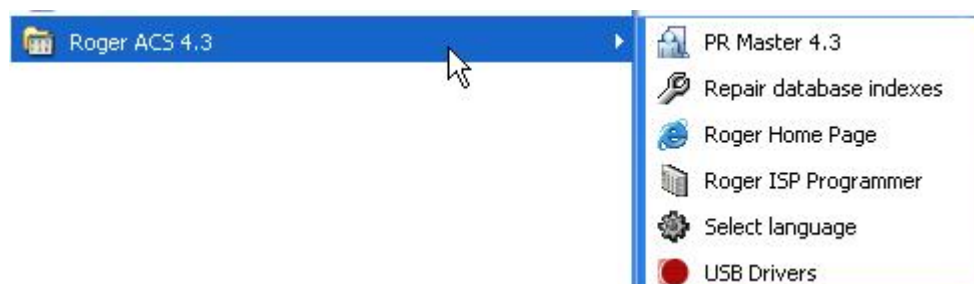 Roger ACS 4.3
PR Master 4.3
Repair database indexes
Roger Home Page
Roger ISP Programmer
Select language
USB Drivers